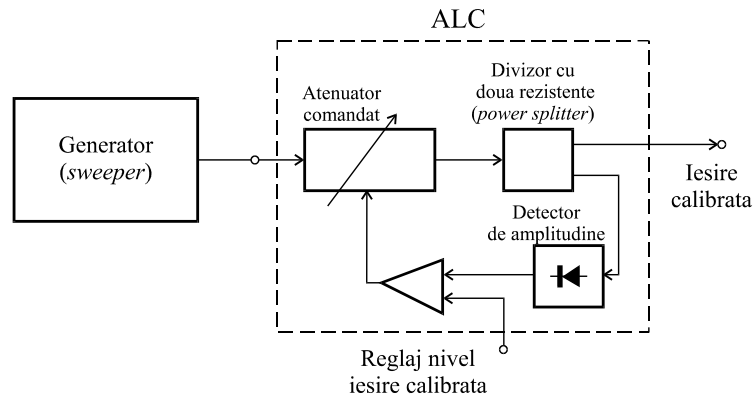 ALC
Divizor cu
doua rezistente
(power splitter)
Atenuator
comandat
Generator
(sweeper)
Iesire
calibrata
Detector
de amplitudine
Reglaj nivel
iesire calibrata